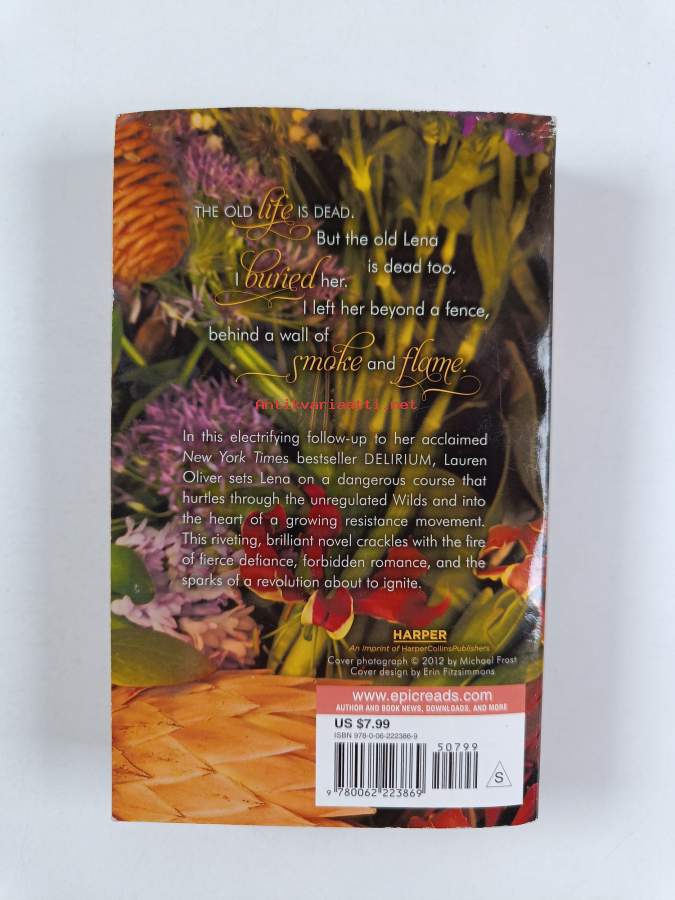 THE OLD life IS DEAD.
But the old Lena
is dead too.
I buried her.
I left her beyond a fence,
behind a wall of
smoke and flame.
Antikvariaatti.net
In this electrifying follow-up to her acclaimed
New York Times bestseller DELIRIUM, Lauren
Oliver sets Lena on a dangerous course that
hurtles through the unregulated Wilds and into
the heart of a growing resistance movement.
This riveting, brilliant novel crackles with the fire
of fierce defiance, forbidden romance, and the
sparks of a revolution about to ignite.
HARPER
An Imprint of HarperCollinsPublishers
Cover photograph © 2012 by Michael Frost
Cover design by Erin Fitzsimmons
www.epicreads.com
AUTHOR AND BOOK NEWS, DOWNLOADS, AND MORE
US $7.99
ISBN 978-0-06-222386-9
50799
9 780062 223869
S